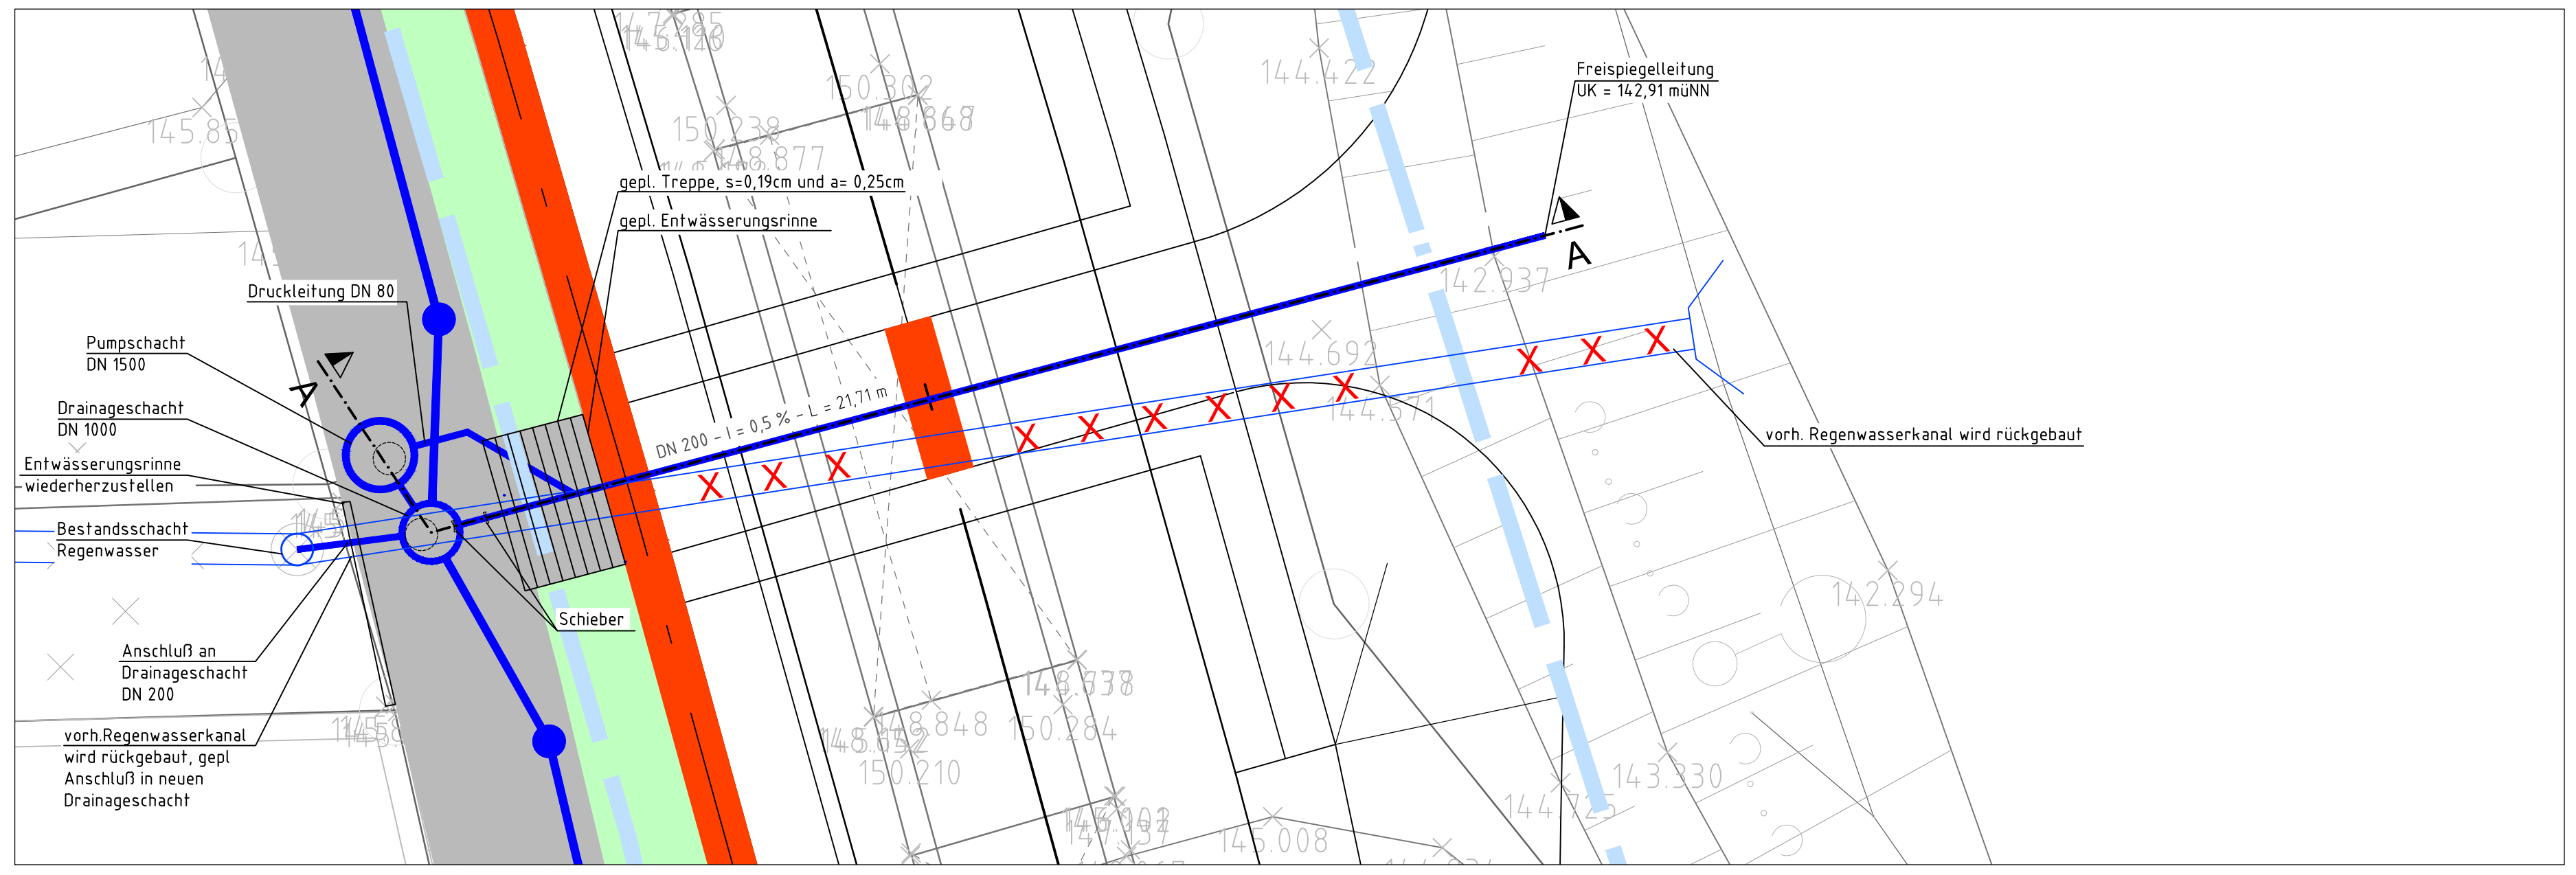 Freispiegelleitung
UK = 142,91 müNN
144.422
150.302
145.85
150.238
148.877
gepl. Treppe, s=0,19cm und a= 0,25cm
gepl. Entwässerungsrinne
A
142.937
Druckleitung DN 80
Pumpschacht
DN 1500
144.692
A
DN 200 - I = 0,5 % - L = 21,71 m
144.571
Drainageschacht
DN 1000
vorh. Regenwasserkanal wird rückgebaut
Entwässerungsrinne
wiederherzustellen
Bestandsschacht
Regenwasser
142.294
Schieber
Anschluß an
Drainageschacht
DN 200
148.848
150.284
150.210
143.330
144.725
145.008
vorh.Regenwasserkanal
wird rückgebaut, gepl
Anschluß in neuen
Drainageschacht